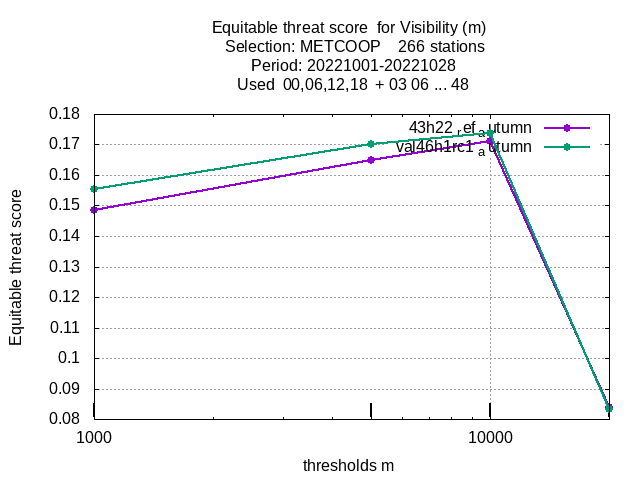 Equitable threat score  for Visibility (m)
Selection: METCOOP    266 stations
Period: 20221001-20221028
Used  00,06,12,18  + 03 06 ... 48
43h22_ref_autumn
val46h1rc1_autumn
Equitable threat score
0.18
0.17
0.16
0.15
0.14
0.13
0.12
0.11
0.1
0.09
0.08
1000
10000
thresholds m